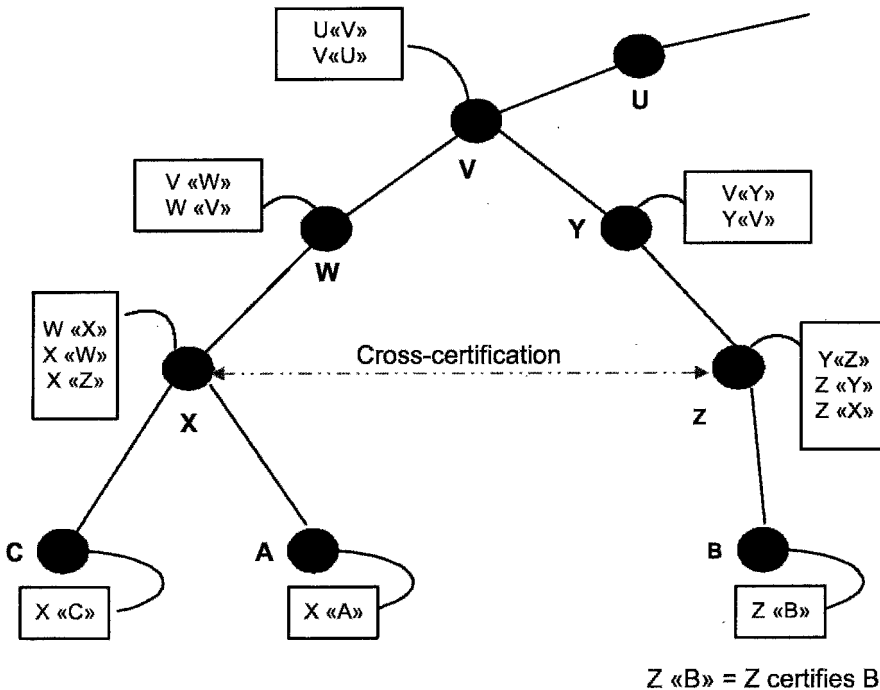 U«V»
V«U»
U
V
V «W»
W «V»
V«Y»
Y«V»
Y
W
W «X»
X «W»
X «Z»
Cross-certification
Y«Z»
Z «Y»
Z «X»
X
Z
C
A
B
X «C»
X «A»
Z «B»
Z «B» = Z certifies B